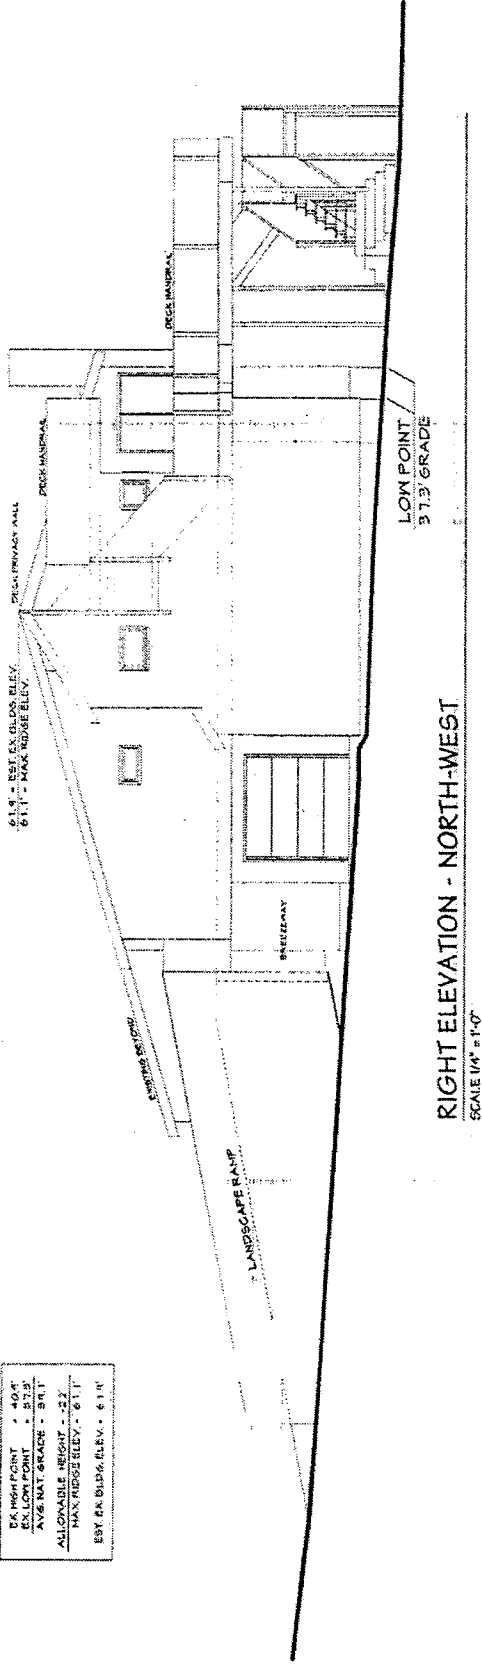 EX. HIGH POINT = 40.9'
EX. LOW POINT = 37.3'
AVG. NAT. GRADE = 39.1'
ALLOWABLE HEIGHT = 22'
MAX. RIDGE ELEV. = 61.1'
EST. EX. BLDG. ELEV. = 61.9'
61.9' = EST. EX. BLDG. ELEV.
61.1' = MAX. RIDGE ELEV.
DECK PRIVACY WALL
DECK HANDRAIL
DECK HANDRAIL
EXISTING BEYOND
LANDSCAPE RAMP
BREEZEWAY
LOW POINT
37.3' GRADE
RIGHT ELEVATION - NORTH-WEST
SCALE 1/4" = 1'-0"